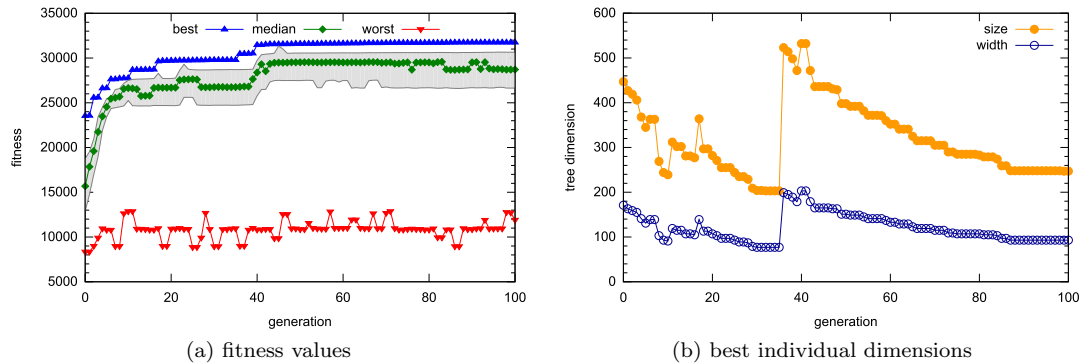 best median worst
35000
30000
25000
20000
15000
10000
5000
fitness
0 20 40 60 80 100
generation
(a) fitness values
size
width
600
500
400
300
200
100
0
tree dimension
0 20 40 60 80 100
generation
(b) best individual dimensions